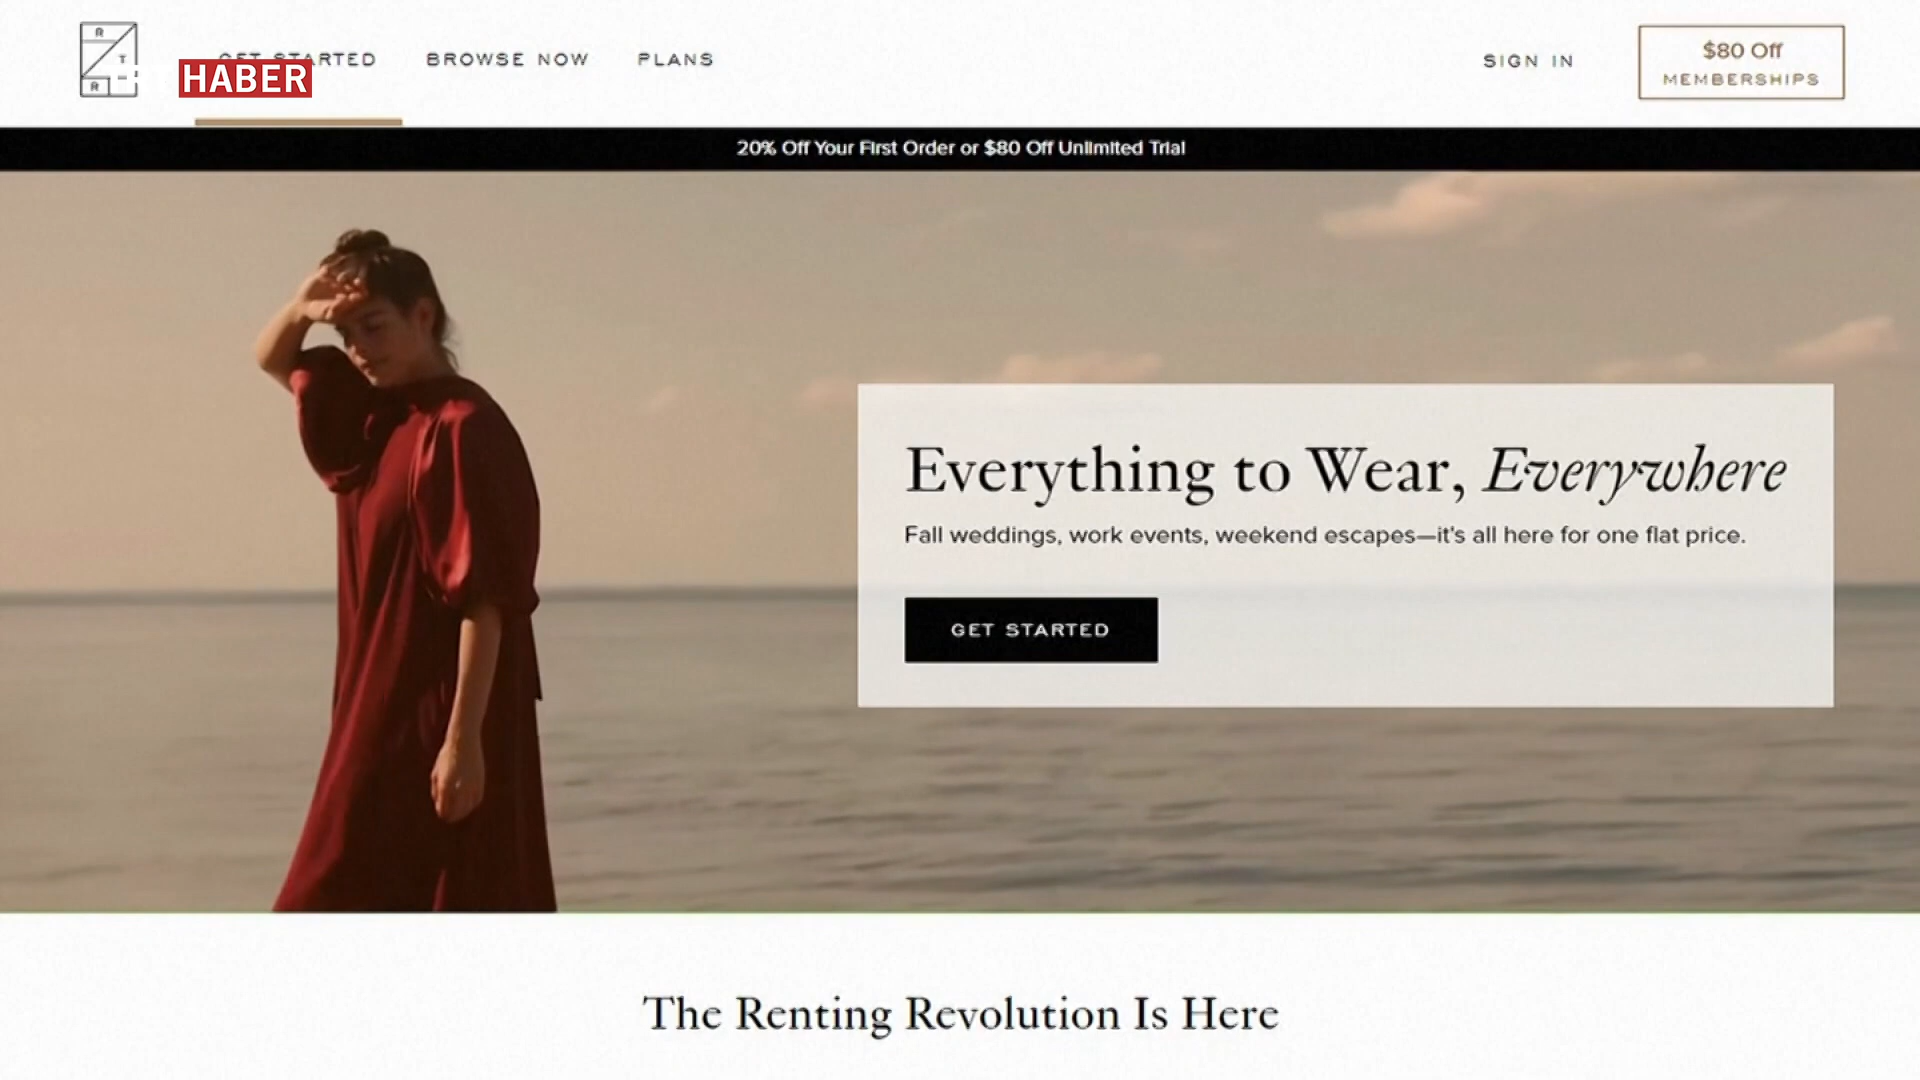 R
T
R
GET STARTED
BROWSE NOW
PLANS
HABER
SIGN IN
$80 Off
MEMBERSHIPS
20% Off Your First Order or $80 Off Unlimited Trial
Everything to Wear, Everywhere
Fall weddings, work events, weekend escapes—it's all here for one flat price.
GET STARTED
The Renting Revolution Is Here